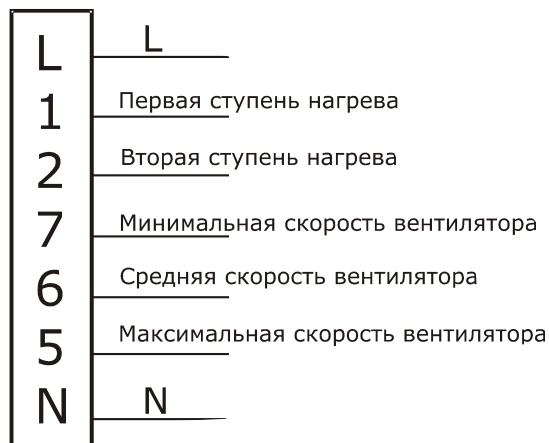 L L
1 Первая ступень нагрева
2 Вторая ступень нагрева
7 Минимальная скорость вентилятора
6 Средняя скорость вентилятора
5 Максимальная скорость вентилятора
N N